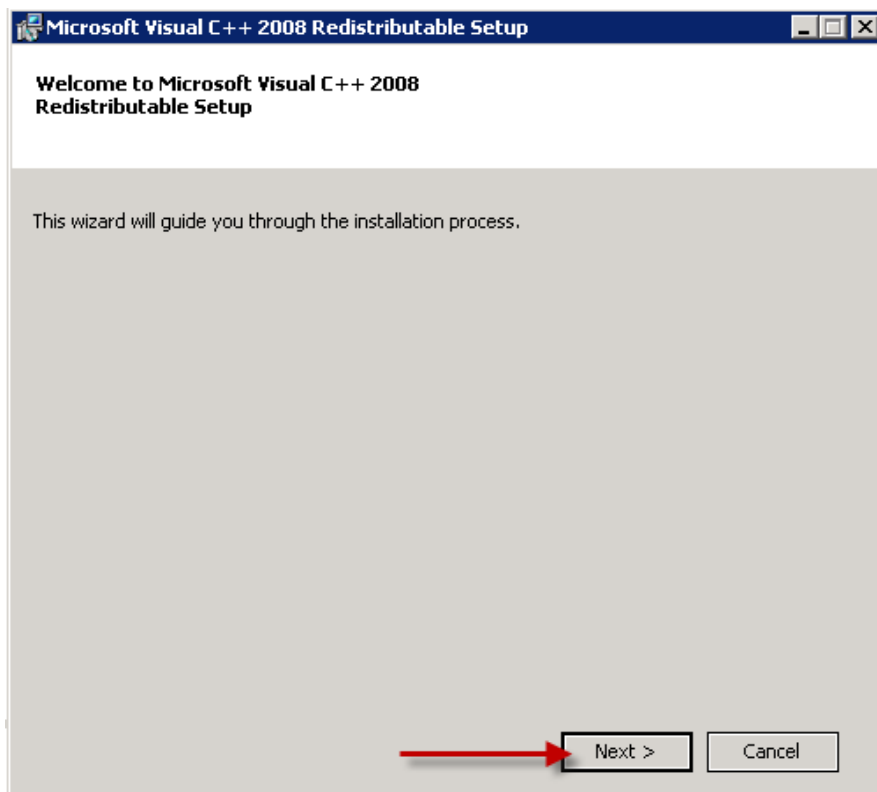 Microsoft Visual C++ 2008 Redistributable Setup
Welcome to Microsoft Visual C++ 2008
Redistributable Setup
This wizard will guide you through the installation process.
Next >
Cancel